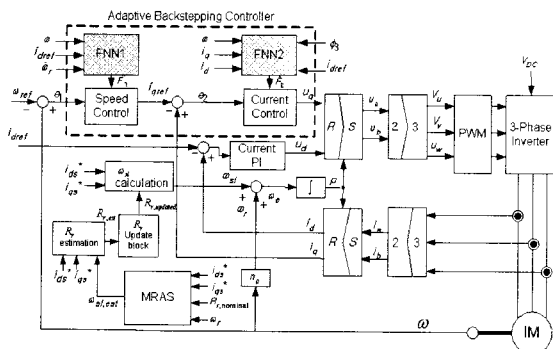 Adaptive Backstepping Controller
ω
i_dref
ω_r
FNN1
F_1
ω
i_q
i_d
FNN2
ϕ_3
i_dref
V_DC
ω_ref
e_1
Speed
Control
i_qref
e_2
Current
Control
u_q
R S
u_a
u_b
2 3
V_u
V_v
u_w
PWM
3-Phase
Inverter
i_dref
Current
PI
u_d
i_ds*
i_qs*
calculation
ω_sl
ω_e
∫
ρ
ω_r
R_r,updated
R_r,est
R_r
estimation
R_r
Update
block
i_d
i_q
R S
i_a
i_b
2 3
i_ds*
i_qs*
ω_sl,est
MRAS
i_ds*
i_qs*
R_r,nominal
ω_r
n_p
ω
IM